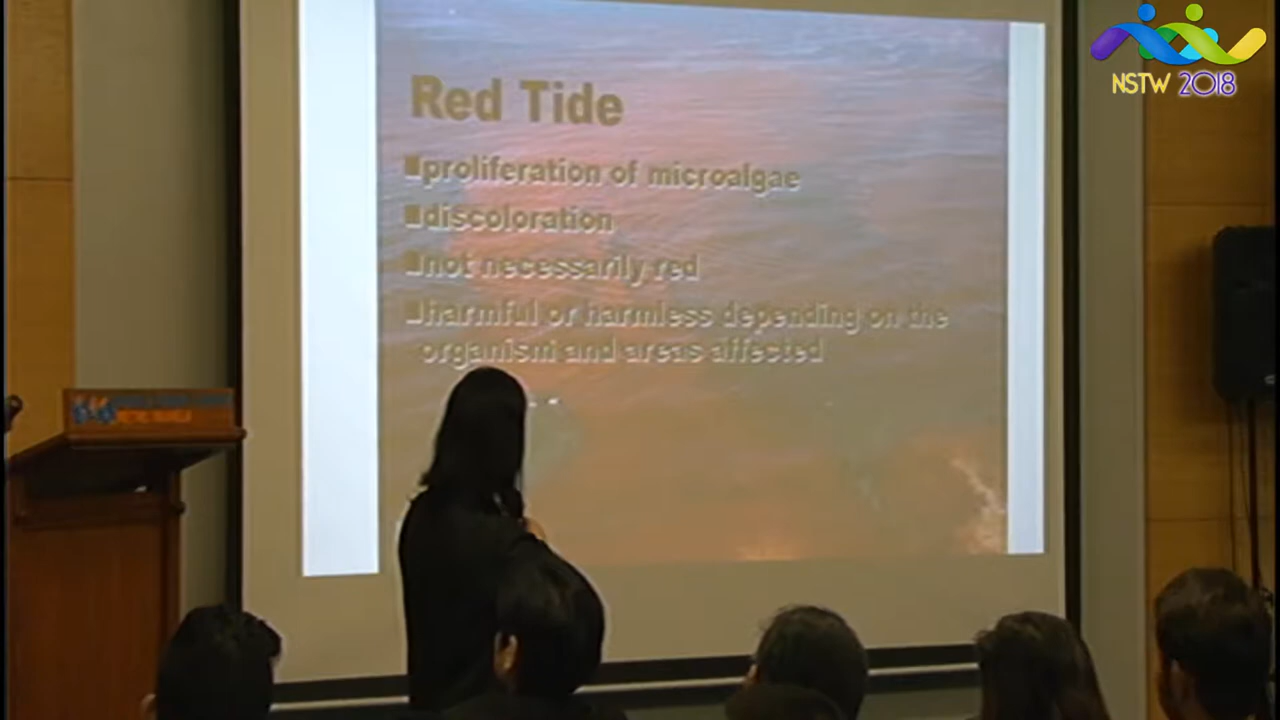 NSTW 2018
Red Tide
■proliferation of microalgae
■discoloration
■not necessarily red
■harmful or harmless depending on the
organism and areas affected